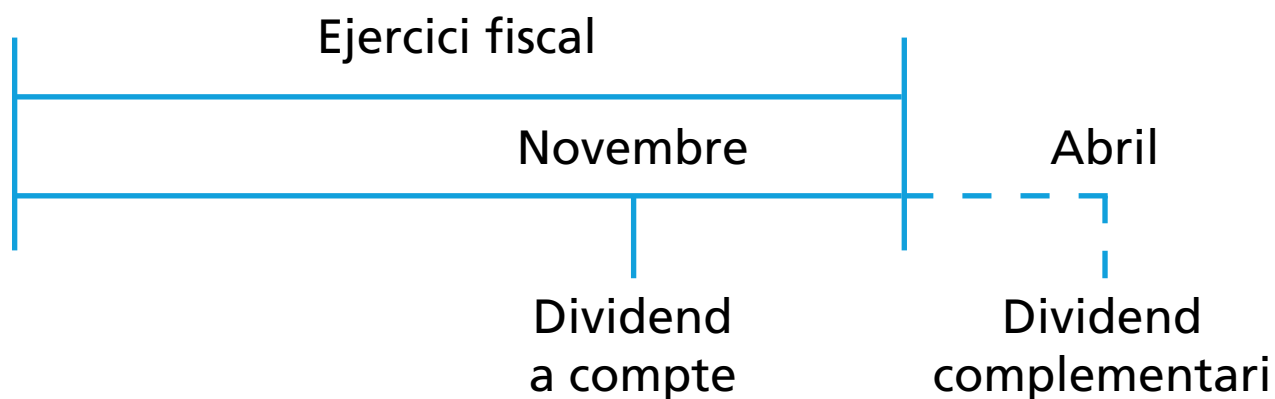 Ejercici fiscal
Novembre
Abril
Dividend
a compte
Dividend
complementari